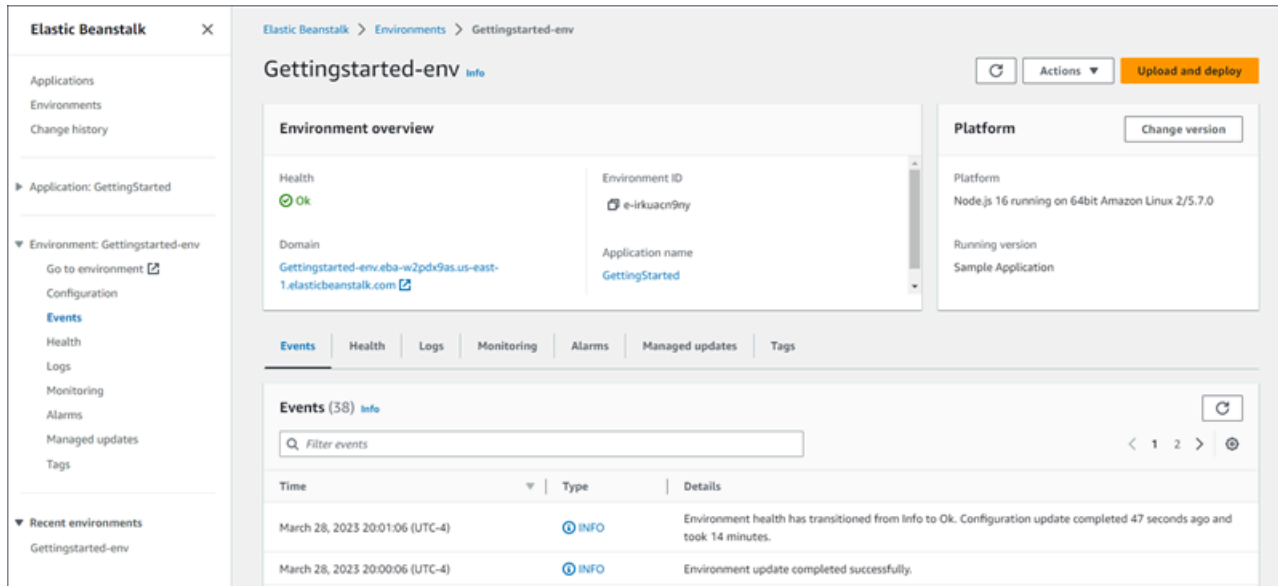 Elastic Beanstalk
Applications
Environments
Change history
Application: GettingStarted
Environment: Gettingstarted-env
Go to environment
Configuration
Events
Health
Logs
Monitoring
Alarms
Managed updates
Tags
Recent environments
Gettingstarted-env
Elastic Beanstalk > Environments > Gettingstarted-env
Gettingstarted-env Info
Actions
Upload and deploy
Environment overview
Health
Ok
Domain
Gettingstarted-env.eba-w2pdx9as.us-east-
1.elasticbeanstalk.com
Environment ID
e-irkuacn9ny
Application name
GettingStarted
Platform
Change version
Platform
Node.js 16 running on 64bit Amazon Linux 2/5.7.0
Running version
Sample Application
Events Health Logs Monitoring Alarms Managed updates Tags
Events (38) Info
Filter events
1 2
Time Type Details
March 28, 2023 20:01:06 (UTC-4) INFO Environment health has transitioned from Info to Ok. Configuration update completed 47 seconds ago and
took 14 minutes.
March 28, 2023 20:00:06 (UTC-4) INFO Environment update completed successfully.